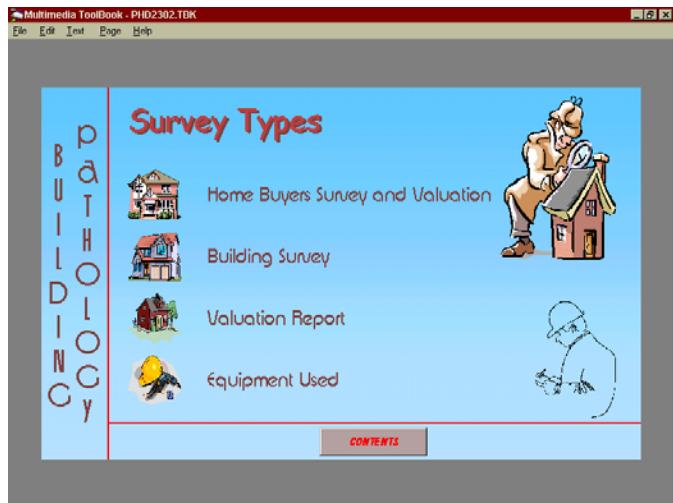 Multimedia ToolBook - PHD2302.TBK
File Edit Text Page Help
BUILDING
PATHOLOGY
Survey Types
Home Buyers Survey and Valuation
Building Survey
Valuation Report
Equipment Used
CONTENTS